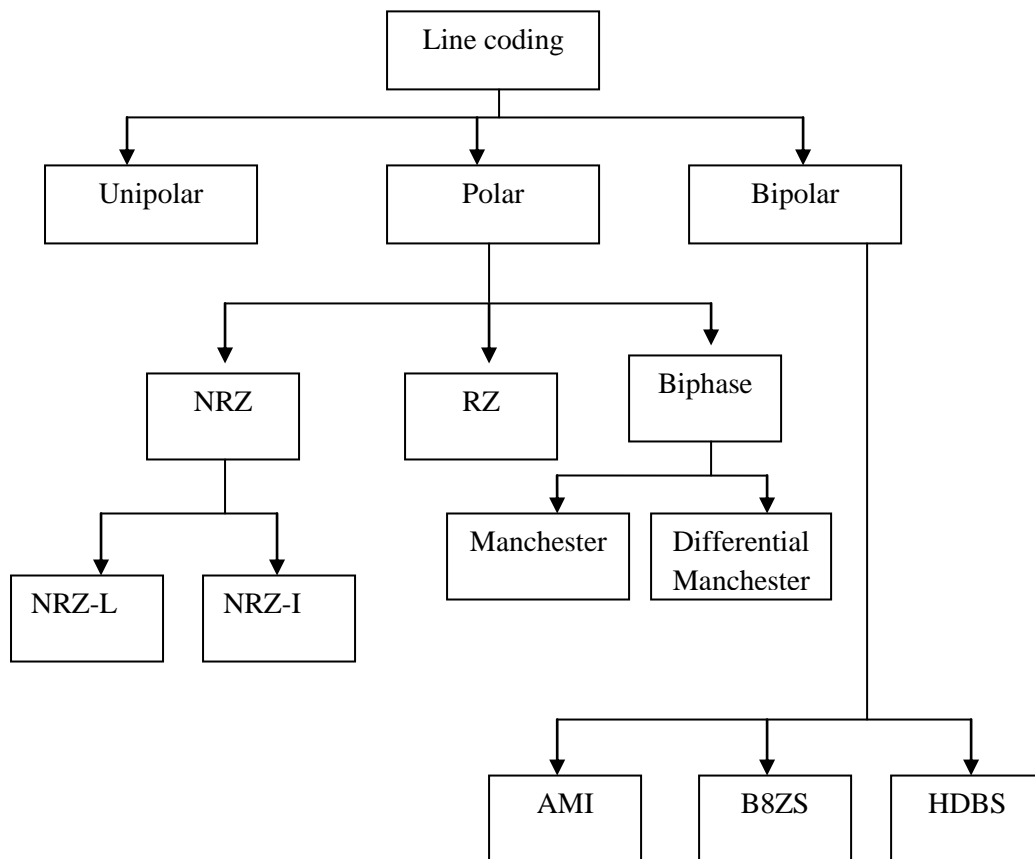 Line coding
Unipolar
Polar
Bipolar
NRZ
RZ
Biphase
Manchester
Differential
Manchester
NRZ-L
NRZ-I
AMI
B8ZS
HDBS